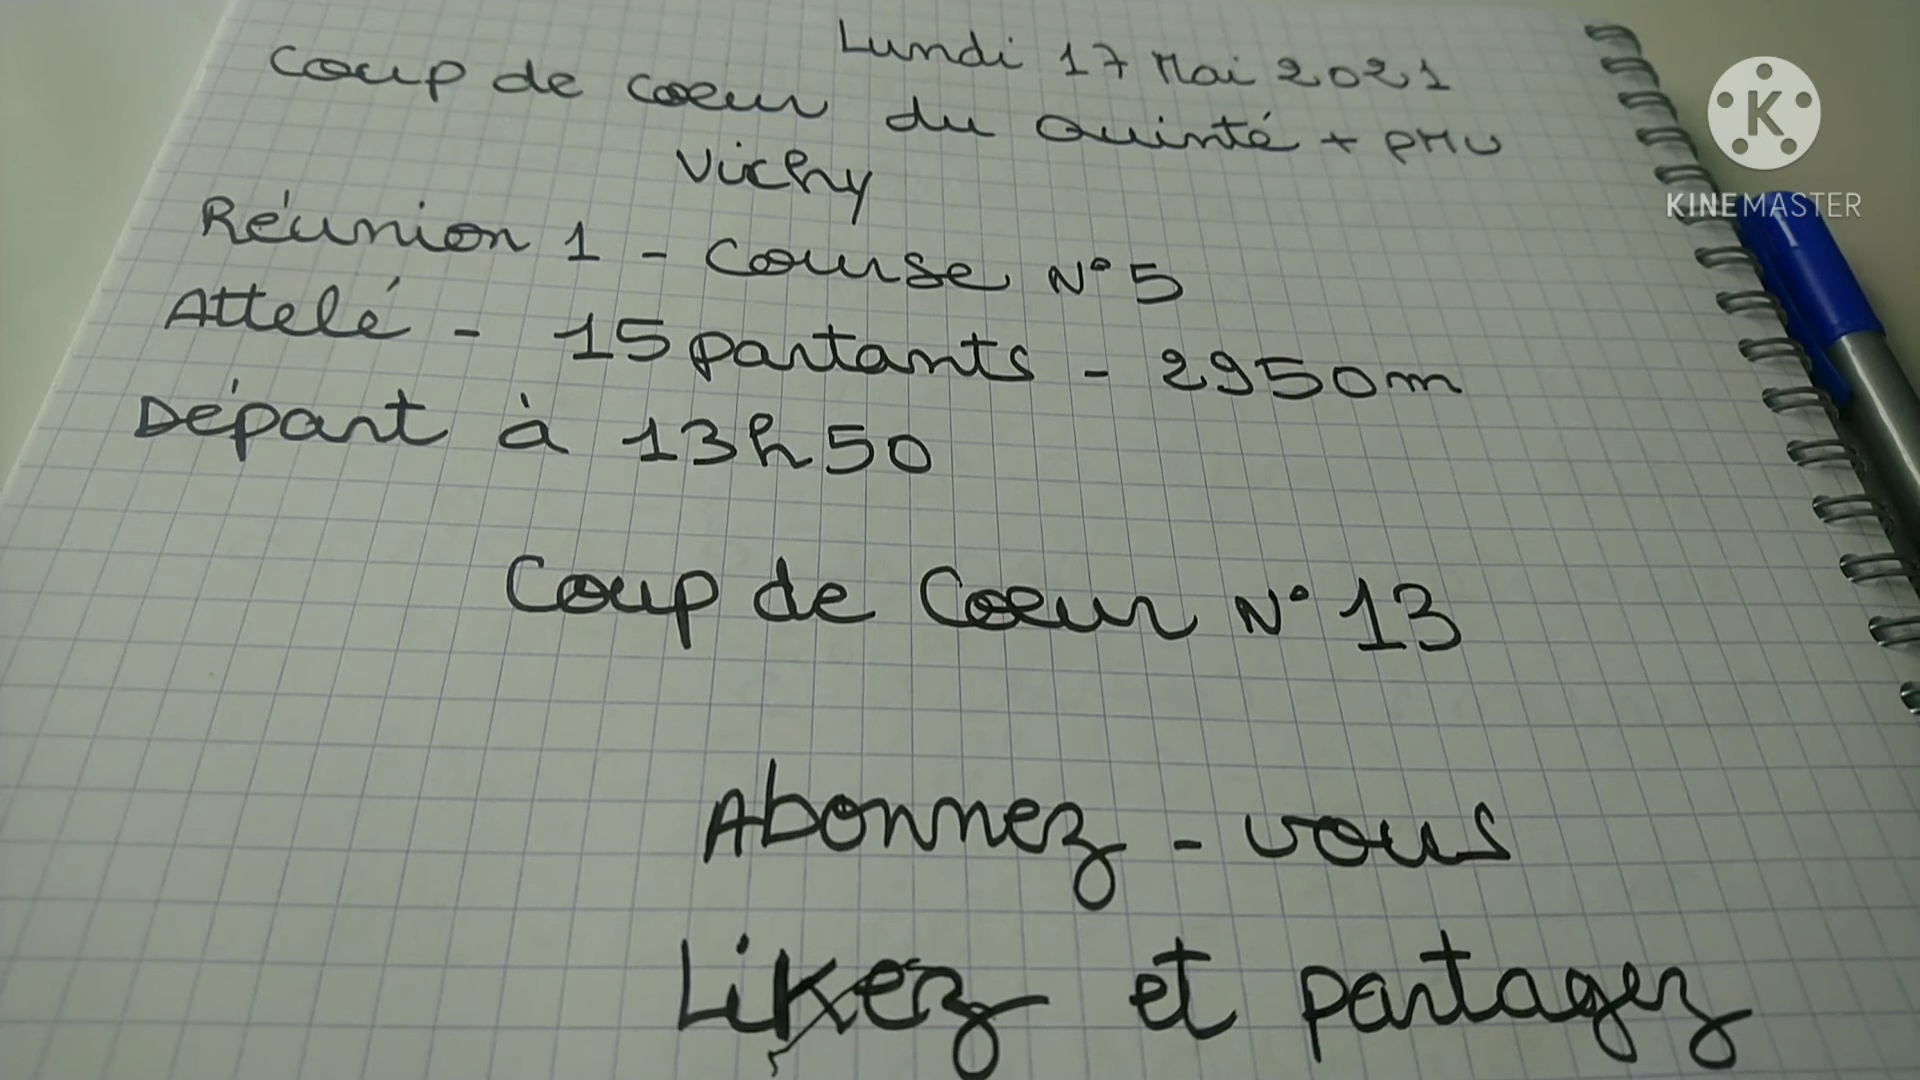 Lundi 17 Mai 2021
Coup de coeur du Quinté + PMU
Vichy
Réunion 1 - Course N° 5
Attelé - 15 partants - 2950m
Départ à 13h50
Coup de Coeur N° 13
Abonnez-vous
Likez et partagez
K
KINEMASTER